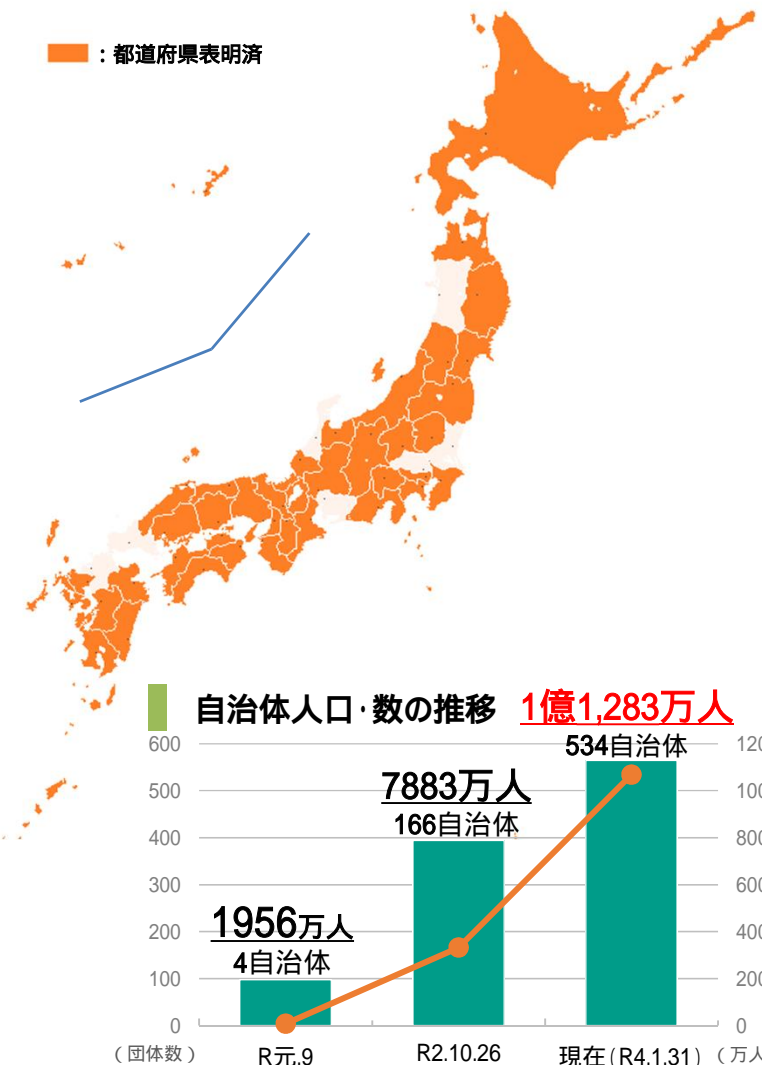 ：都道府県表明済
自治体人口・数の推移 1億1,283万人
534自治体
7883万人
166自治体
1956万人
4自治体
600
500
400
300
200
100
0
0
（団体数）
R元.9
R2.10.26
現在（R4.1.31）
（万人